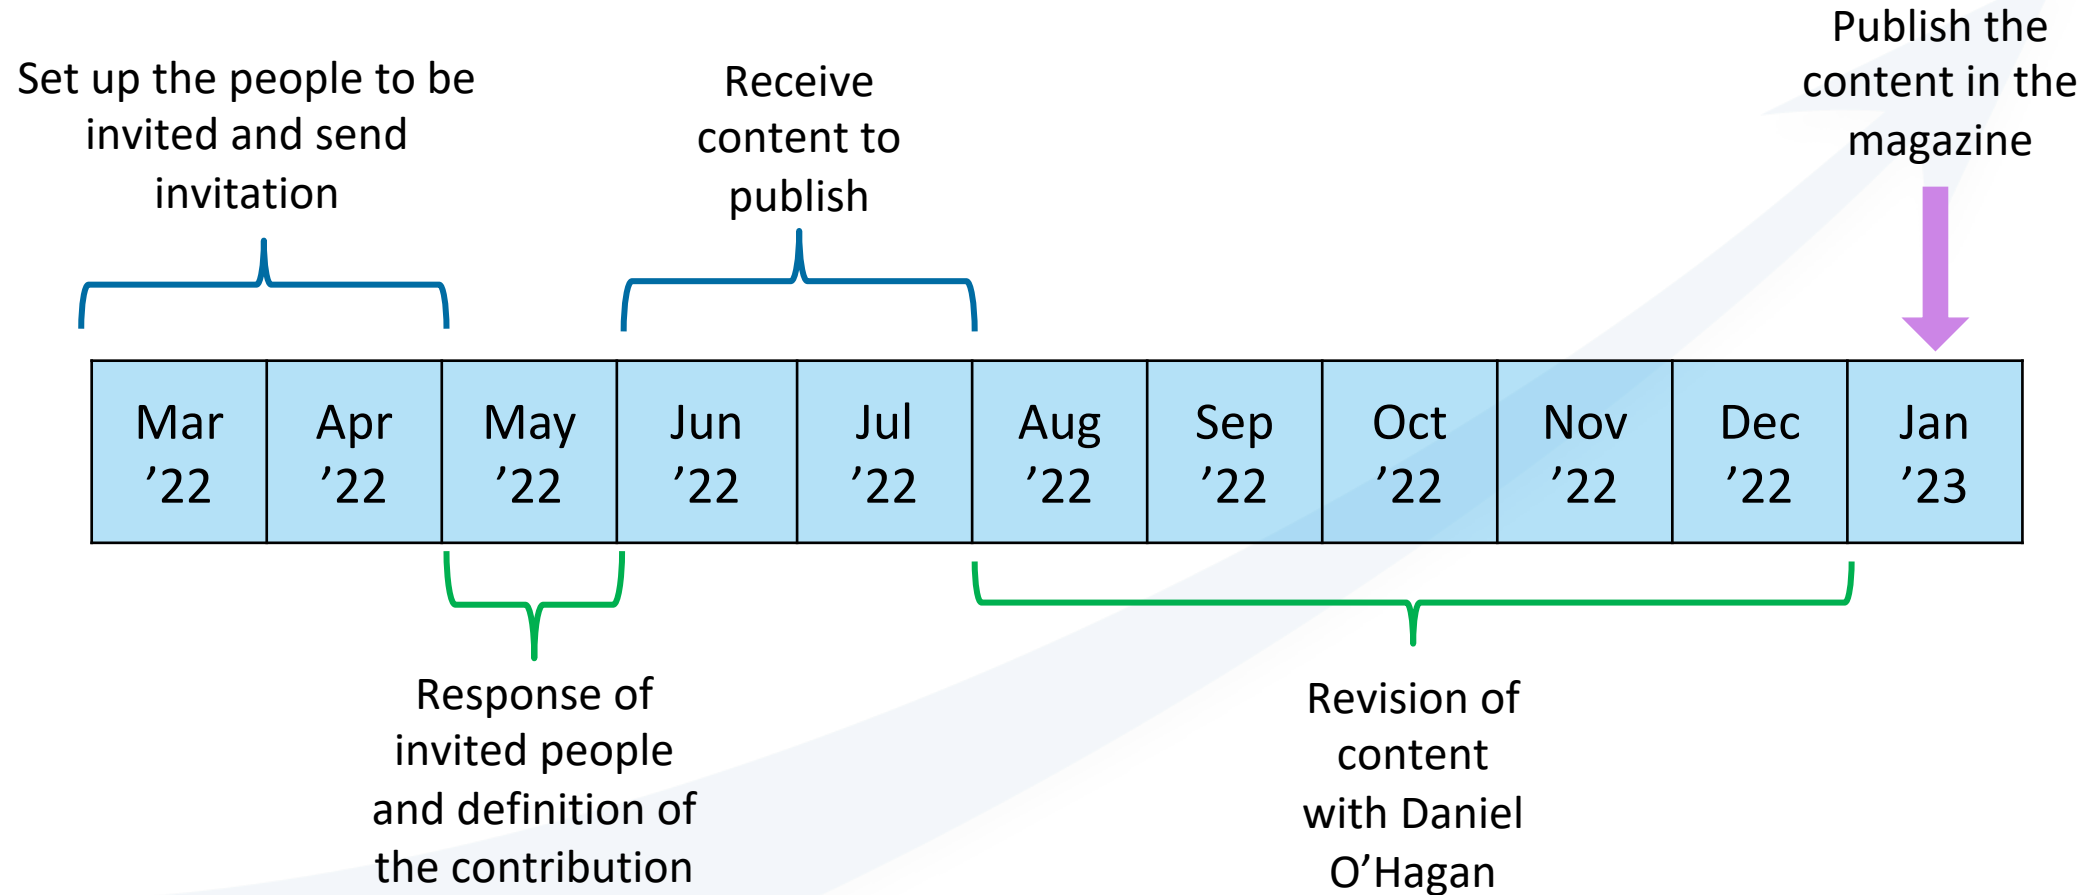 Set up the people to be
invited and send
invitation
Receive
content to
publish
Publish the
content in the
magazine
Mar
’22
Apr
’22
May
’22
Jun
’22
Jul
’22
Aug
’22
Sep
’22
Oct
’22
Nov
’22
Dec
’22
Jan
’23
Response of
invited people
and definition of
the contribution
Revision of
content
with Daniel
O’Hagan